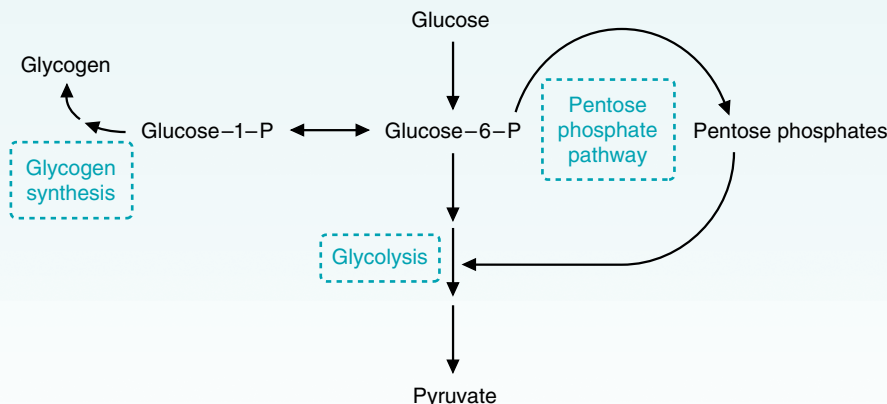 Glucose
Glycogen
Glucose–1–P
Glucose–6–P
Pentose
phosphate
pathway
Pentose phosphates
Glycogen
synthesis
Glycolysis
Pyruvate